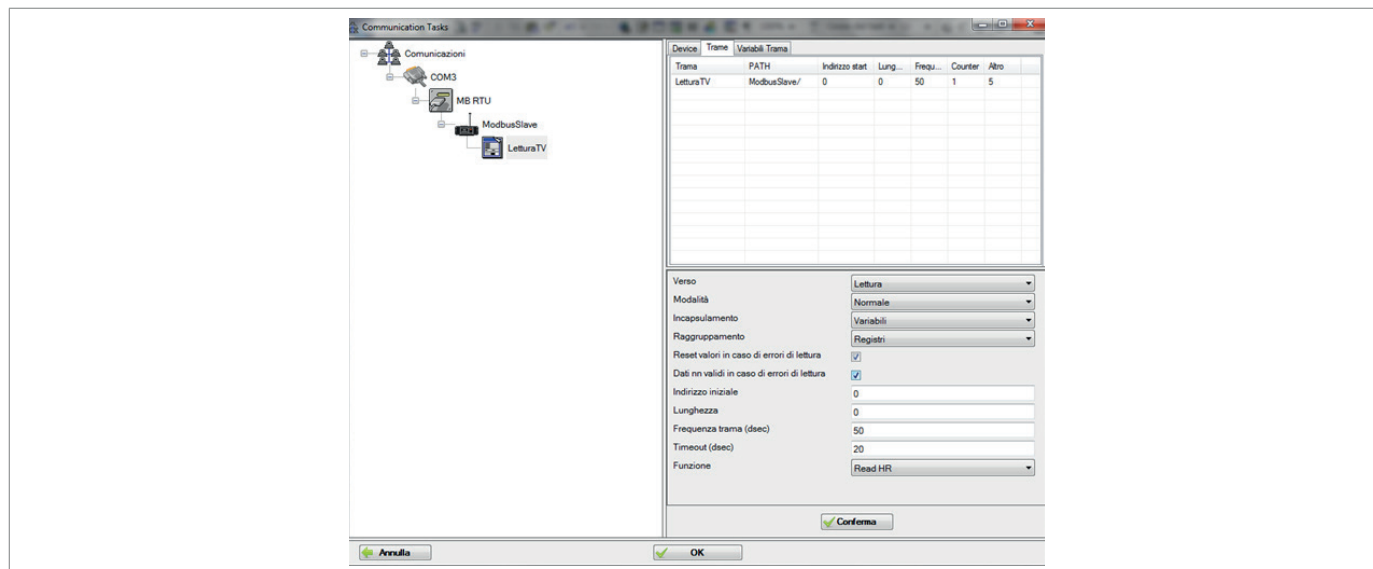 Communication Tasks
Comunicazioni
COM3
MB RTU
ModbusSlave
LetturaTV
Device Trame Variabili Trama
Trama PATH Indirizzo start Lung... Frequ... Counter Altro
LetturaTV ModbusSlave/ 0 0 50 1 5
Verso Lettura
Modalità Normale
Incapsulamento Variabili
Raggruppamento Registri
Reset valori in caso di errori di lettura
Dati nn validi in caso di errori di lettura
Indirizzo iniziale 0
Lunghezza 0
Frequenza trama (dsec) 50
Timeout (dsec) 20
Funzione Read HR
Conferma
Annulla OK